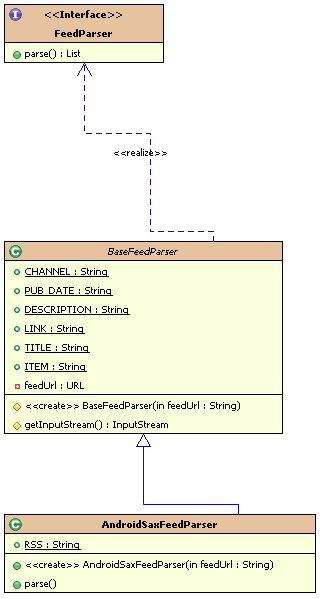 I <<Interface>>
FeedParser
parse() : List
<<realize>>
C BaseFeedParser
CHANNEL : String
PUB_DATE : String
DESCRIPTION : String
LINK : String
TITLE : String
ITEM : String
feedUrl : URL
<<create>> BaseFeedParser(in feedUrl : String)
getInputStream() : InputStream
C AndroidSaxFeedParser
RSS : String
<<create>> AndroidSaxFeedParser(in feedUrl : String)
parse()